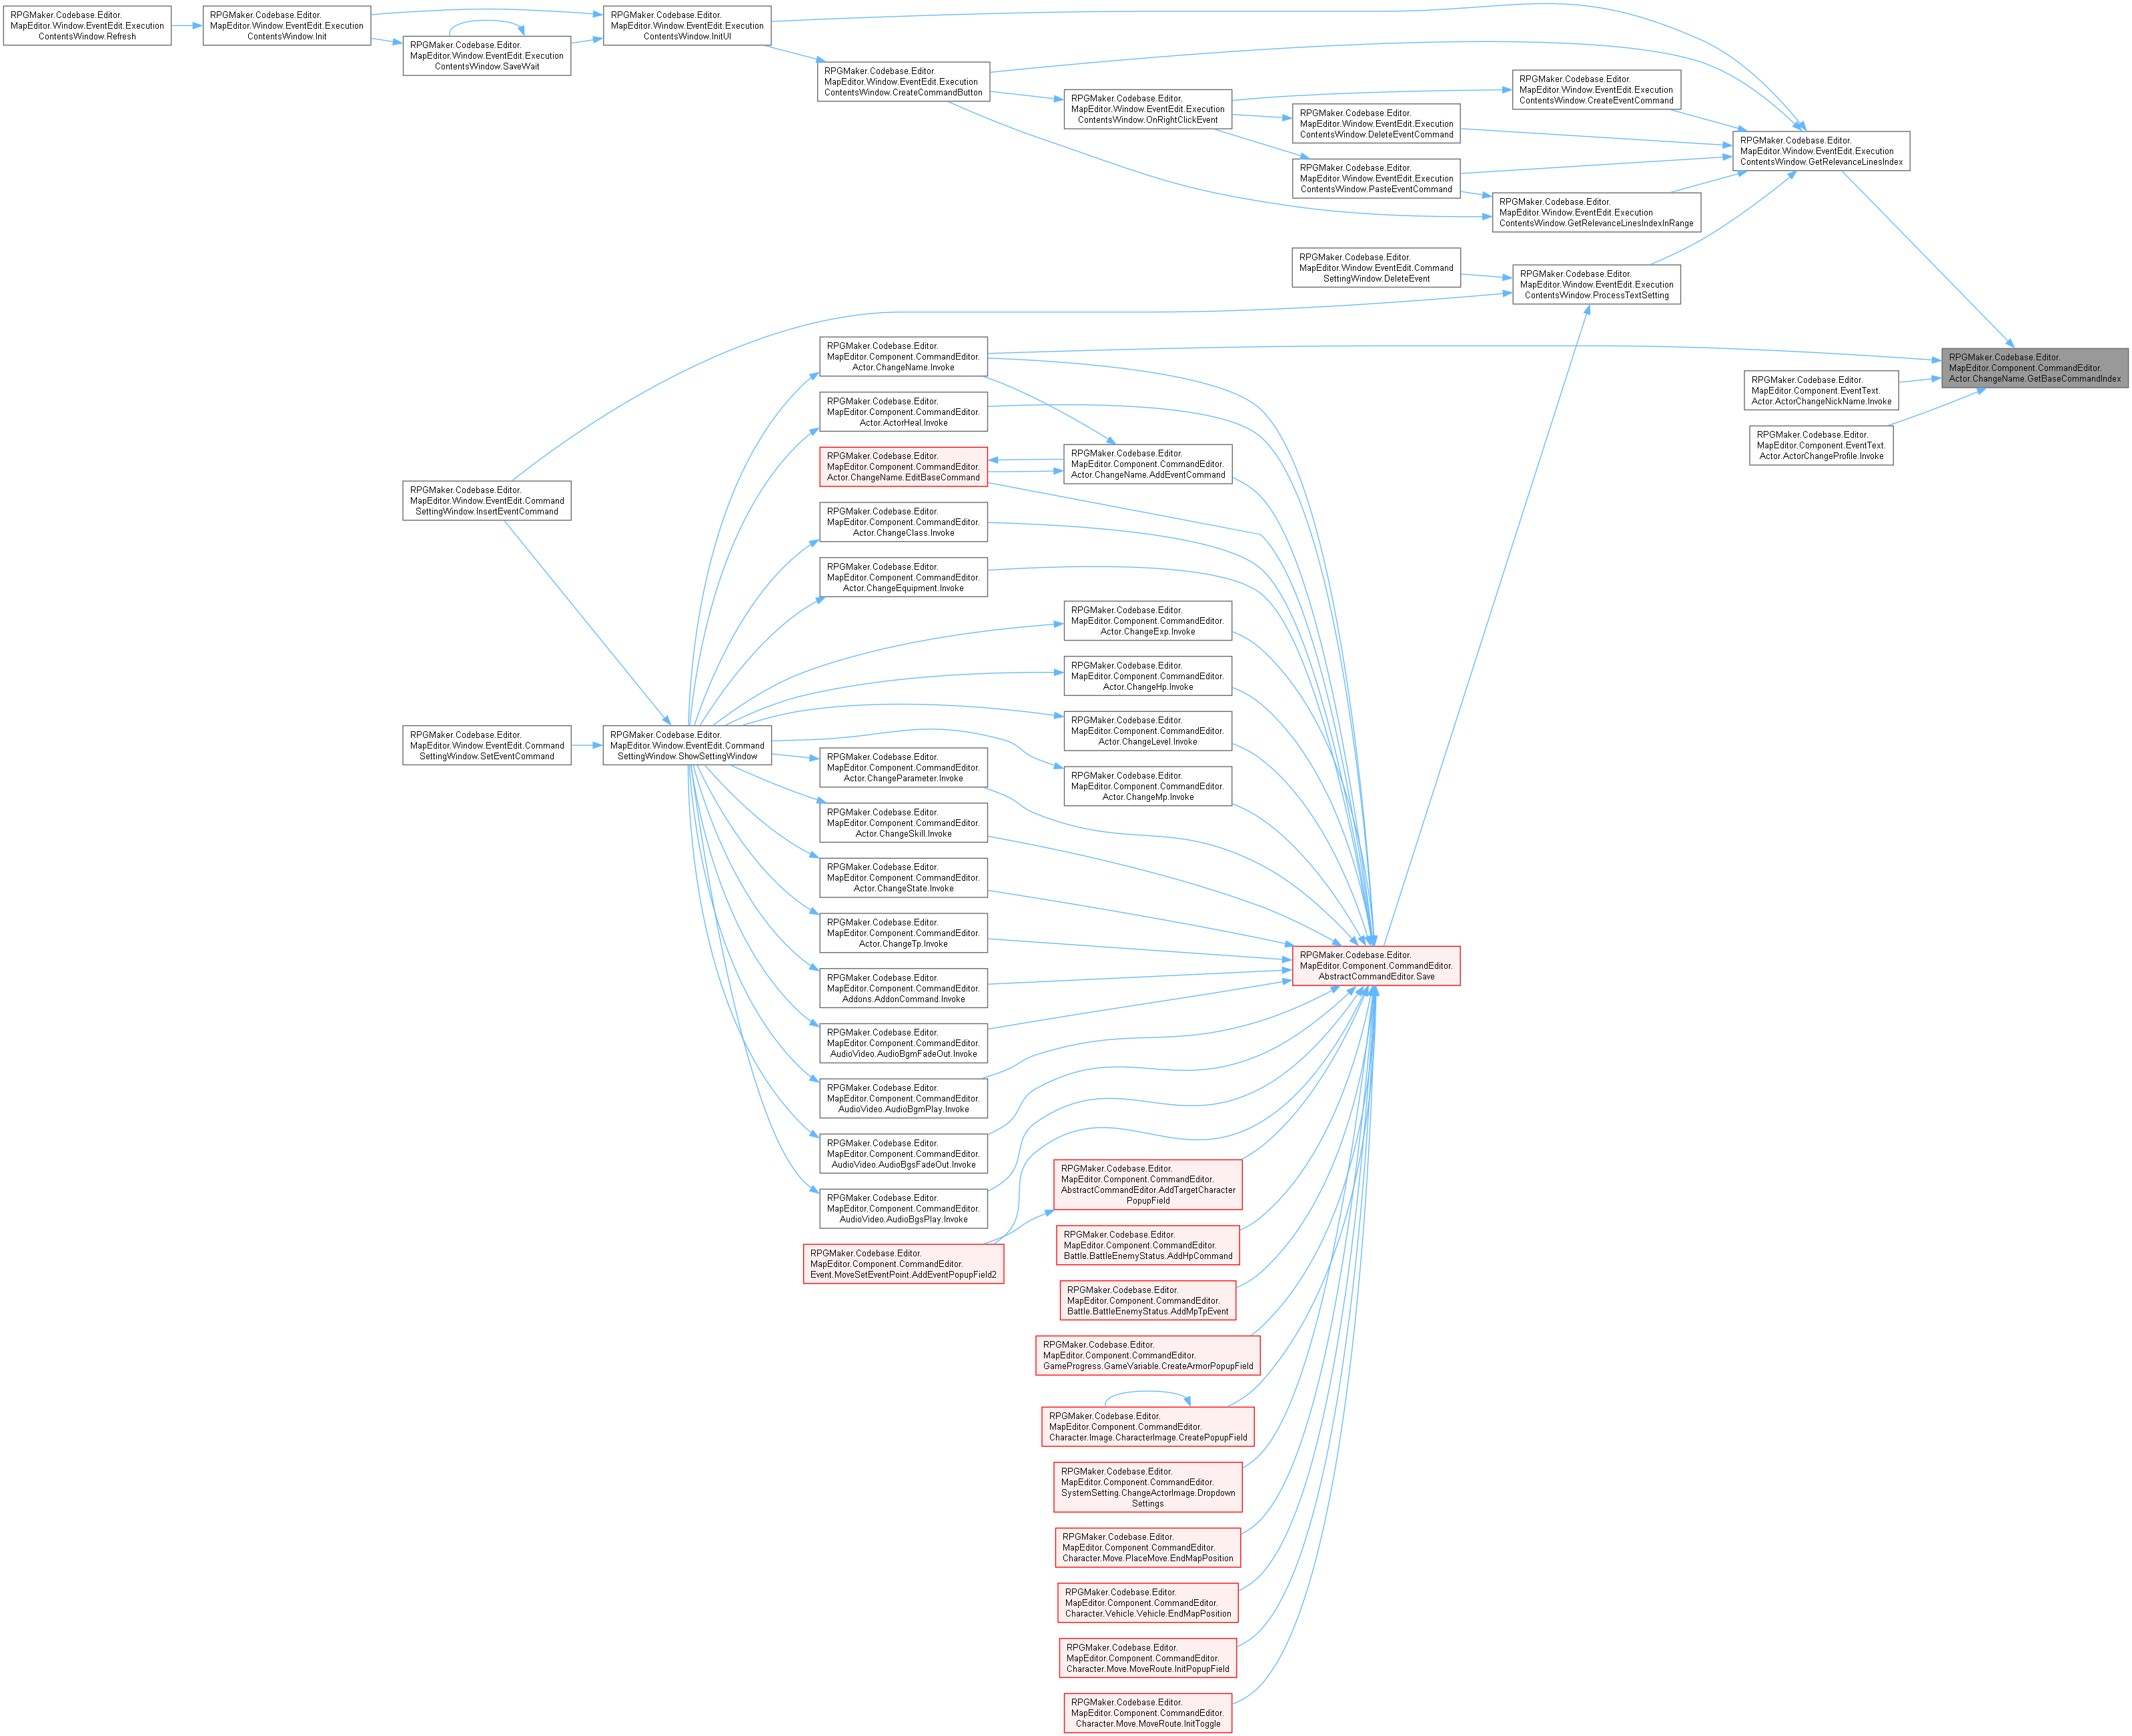 RPGMaker.Codebase.Editor.
MapEditor.Window.EventEdit.Execution
ContentsWindow.Refresh
RPGMaker.Codebase.Editor.
MapEditor.Window.EventEdit.Execution
ContentsWindow.Init
RPGMaker.Codebase.Editor.
MapEditor.Window.EventEdit.Execution
ContentsWindow.SaveWait
RPGMaker.Codebase.Editor.
MapEditor.Window.EventEdit.Execution
ContentsWindow.InitUI
RPGMaker.Codebase.Editor.
MapEditor.Window.EventEdit.Execution
ContentsWindow.CreateCommandButton
RPGMaker.Codebase.Editor.
MapEditor.Window.EventEdit.Execution
ContentsWindow.OnRightClickEvent
RPGMaker.Codebase.Editor.
MapEditor.Window.EventEdit.Execution
ContentsWindow.CreateEventCommand
RPGMaker.Codebase.Editor.
MapEditor.Window.EventEdit.Execution
ContentsWindow.DeleteEventCommand
RPGMaker.Codebase.Editor.
MapEditor.Window.EventEdit.Execution
ContentsWindow.PasteEventCommand
RPGMaker.Codebase.Editor.
MapEditor.Window.EventEdit.Execution
ContentsWindow.GetRelevanceLinesIndex
RPGMaker.Codebase.Editor.
MapEditor.Window.EventEdit.Execution
ContentsWindow.GetRelevanceLinesIndexInRange
RPGMaker.Codebase.Editor.
MapEditor.Window.EventEdit.Command
SettingWindow.DeleteEvent
RPGMaker.Codebase.Editor.
MapEditor.Window.EventEdit.Execution
ContentsWindow.ProcessTextSetting
RPGMaker.Codebase.Editor.
MapEditor.Component.CommandEditor.
Actor.ChangeName.Invoke
RPGMaker.Codebase.Editor.
MapEditor.Component.CommandEditor.
Actor.ChangeName.GetBaseCommandIndex
RPGMaker.Codebase.Editor.
MapEditor.Component.EventText.
Actor.ActorChangeNickName.Invoke
RPGMaker.Codebase.Editor.
MapEditor.Component.EventText.
Actor.ActorChangeProfile.Invoke
RPGMaker.Codebase.Editor.
MapEditor.Component.CommandEditor.
Actor.ActorHeal.Invoke
RPGMaker.Codebase.Editor.
MapEditor.Component.CommandEditor.
Actor.ChangeName.EditBaseCommand
RPGMaker.Codebase.Editor.
MapEditor.Component.CommandEditor.
Actor.ChangeName.AddEventCommand
RPGMaker.Codebase.Editor.
MapEditor.Window.EventEdit.Command
SettingWindow.InsertEventCommand
RPGMaker.Codebase.Editor.
MapEditor.Component.CommandEditor.
Actor.ChangeClass.Invoke
RPGMaker.Codebase.Editor.
MapEditor.Component.CommandEditor.
Actor.ChangeEquipment.Invoke
RPGMaker.Codebase.Editor.
MapEditor.Component.CommandEditor.
Actor.ChangeExp.Invoke
RPGMaker.Codebase.Editor.
MapEditor.Component.CommandEditor.
Actor.ChangeHp.Invoke
RPGMaker.Codebase.Editor.
MapEditor.Component.CommandEditor.
Actor.ChangeLevel.Invoke
RPGMaker.Codebase.Editor.
MapEditor.Window.EventEdit.Command
SettingWindow.SetEventCommand
RPGMaker.Codebase.Editor.
MapEditor.Window.EventEdit.Command
SettingWindow.ShowSettingWindow
RPGMaker.Codebase.Editor.
MapEditor.Component.CommandEditor.
Actor.ChangeParameter.Invoke
RPGMaker.Codebase.Editor.
MapEditor.Component.CommandEditor.
Actor.ChangeMp.Invoke
RPGMaker.Codebase.Editor.
MapEditor.Component.CommandEditor.
Actor.ChangeSkill.Invoke
RPGMaker.Codebase.Editor.
MapEditor.Component.CommandEditor.
Actor.ChangeState.Invoke
RPGMaker.Codebase.Editor.
MapEditor.Component.CommandEditor.
Actor.ChangeTp.Invoke
RPGMaker.Codebase.Editor.
MapEditor.Component.CommandEditor.
AbstractCommandEditor.Save
RPGMaker.Codebase.Editor.
MapEditor.Component.CommandEditor.
Addons.AddonCommand.Invoke
RPGMaker.Codebase.Editor.
MapEditor.Component.CommandEditor.
AudioVideo.AudioBgmFadeOut.Invoke
RPGMaker.Codebase.Editor.
MapEditor.Component.CommandEditor.
AudioVideo.AudioBgmPlay.Invoke
RPGMaker.Codebase.Editor.
MapEditor.Component.CommandEditor.
AudioVideo.AudioBgsFadeOut.Invoke
RPGMaker.Codebase.Editor.
MapEditor.Component.CommandEditor.
AudioVideo.AudioBgsPlay.Invoke
RPGMaker.Codebase.Editor.
MapEditor.Component.CommandEditor.
AbstractCommandEditor.AddTargetCharacter
PopupField
RPGMaker.Codebase.Editor.
MapEditor.Component.CommandEditor.
Event.MoveSetEventPoint.AddEventPopupField2
RPGMaker.Codebase.Editor.
MapEditor.Component.CommandEditor.
Battle.BattleEnemyStatus.AddHpCommand
RPGMaker.Codebase.Editor.
MapEditor.Component.CommandEditor.
Battle.BattleEnemyStatus.AddMpTpEvent
RPGMaker.Codebase.Editor.
MapEditor.Component.CommandEditor.
GameProgress.GameVariable.CreateArmorPopupField
RPGMaker.Codebase.Editor.
MapEditor.Component.CommandEditor.
Character.Image.CharacterImage.CreatePopupField
RPGMaker.Codebase.Editor.
MapEditor.Component.CommandEditor.
SystemSetting.ChangeActorImage.Dropdown
Settings
RPGMaker.Codebase.Editor.
MapEditor.Component.CommandEditor.
Character.Move.PlaceMove.EndMapPosition
RPGMaker.Codebase.Editor.
MapEditor.Component.CommandEditor.
Character.Vehicle.Vehicle.EndMapPosition
RPGMaker.Codebase.Editor.
MapEditor.Component.CommandEditor.
Character.Move.MoveRoute.InitPopupField
RPGMaker.Codebase.Editor.
MapEditor.Component.CommandEditor.
Character.Move.MoveRoute.InitToggle